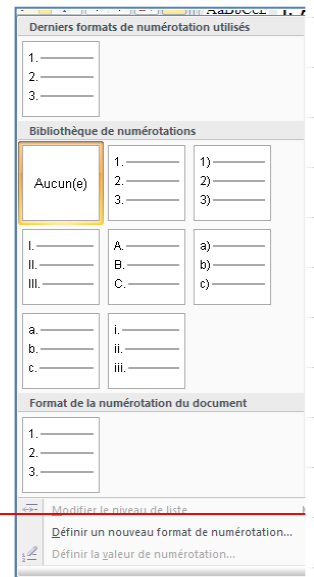 AaBbCcL
Derniers formats de numérotation utilisés
1.
2.
3.
Bibliothèque de numérotations
Aucun(e)
1.
2.
3.
1)
2)
3)
I.
II.
III.
A.
B.
C.
a)
b)
c)
a.
b.
c.
i.
ii.
iii.
Format de la numérotation du document
1.
2.
3.
Modifier le niveau de liste
Définir un nouveau format de numérotation...
Définir la valeur de numérotation...